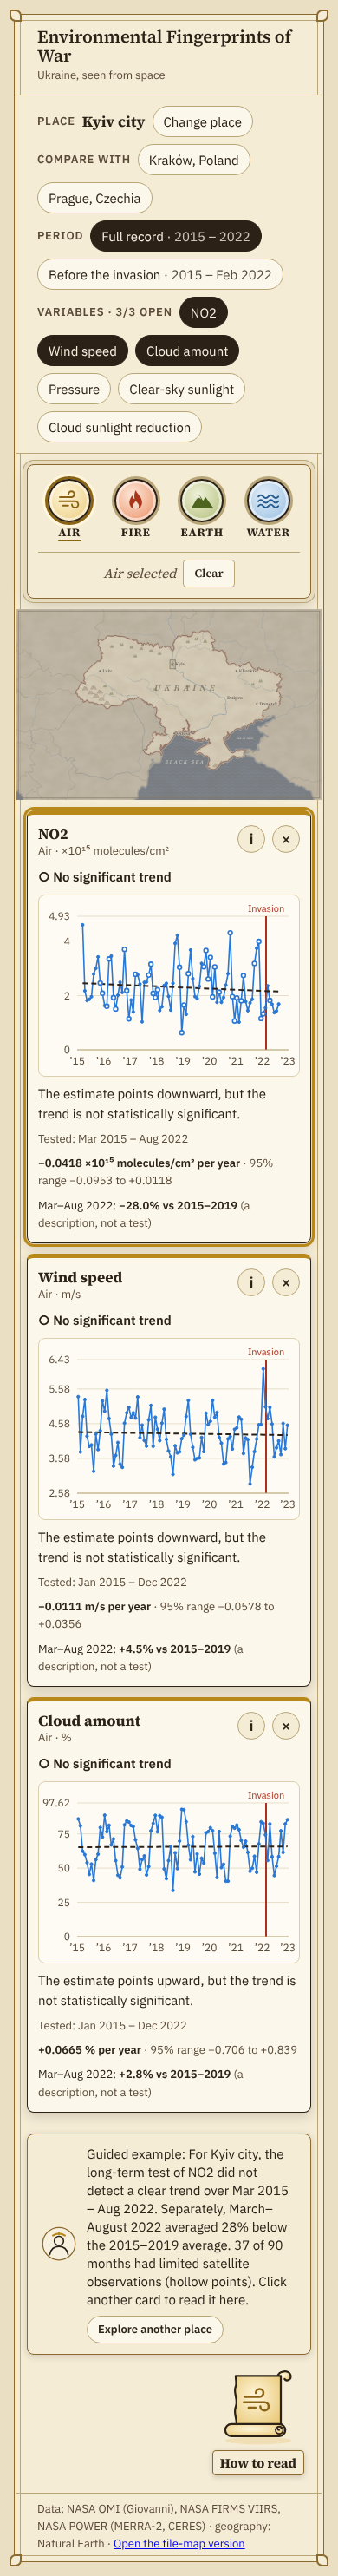 Environmental Fingerprints of
War
Ukraine, seen from space
PLACE Kyiv city Change place
COMPARE WITH Kraków, Poland
Prague, Czechia
PERIOD Full record · 2015 – 2022
Before the invasion · 2015 – Feb 2022
VARIABLES · 3/3 OPEN NO2
Wind speed Cloud amount
Pressure Clear-sky sunlight
Cloud sunlight reduction
AIR FIRE EARTH WATER
Air selected Clear
UKRAINE
BLACK SEA
NO2 i ×
Air · ×10¹⁵ molecules/cm²
No significant trend
Invasion
4.93
4
2
0
'15 '16 '17 '18 '19 '20 '21 '22 '23
The estimate points downward, but the
trend is not statistically significant.
Tested: Mar 2015 – Aug 2022
−0.0418 ×10¹⁵ molecules/cm² per year · 95%
range −0.0953 to +0.0118
Mar–Aug 2022: −28.0% vs 2015–2019 (a
description, not a test)
Wind speed i ×
Air · m/s
No significant trend
Invasion
6.43
5.58
4.58
3.58
2.58
'15 '16 '17 '18 '19 '20 '21 '22 '23
The estimate points downward, but the
trend is not statistically significant.
Tested: Jan 2015 – Dec 2022
−0.0111 m/s per year · 95% range −0.0578 to
+0.0356
Mar–Aug 2022: +4.5% vs 2015–2019 (a
description, not a test)
Cloud amount i ×
Air · %
No significant trend
Invasion
97.62
75
50
25
0
'15 '16 '17 '18 '19 '20 '21 '22 '23
The estimate points upward, but the trend is
not statistically significant.
Tested: Jan 2015 – Dec 2022
+0.0665 % per year · 95% range −0.706 to +0.839
Mar–Aug 2022: +2.8% vs 2015–2019 (a
description, not a test)
Guided example: For Kyiv city, the
long-term test of NO2 did not
detect a clear trend over Mar 2015
– Aug 2022. Separately, March–
August 2022 averaged 28% below
the 2015–2019 average. 37 of 90
months had limited satellite
observations (hollow points). Click
another card to read it here.
Explore another place
How to read
Data: NASA OMI (Giovanni), NASA FIRMS VIIRS,
NASA POWER (MERRA-2, CERES) · geography:
Natural Earth · Open the tile-map version